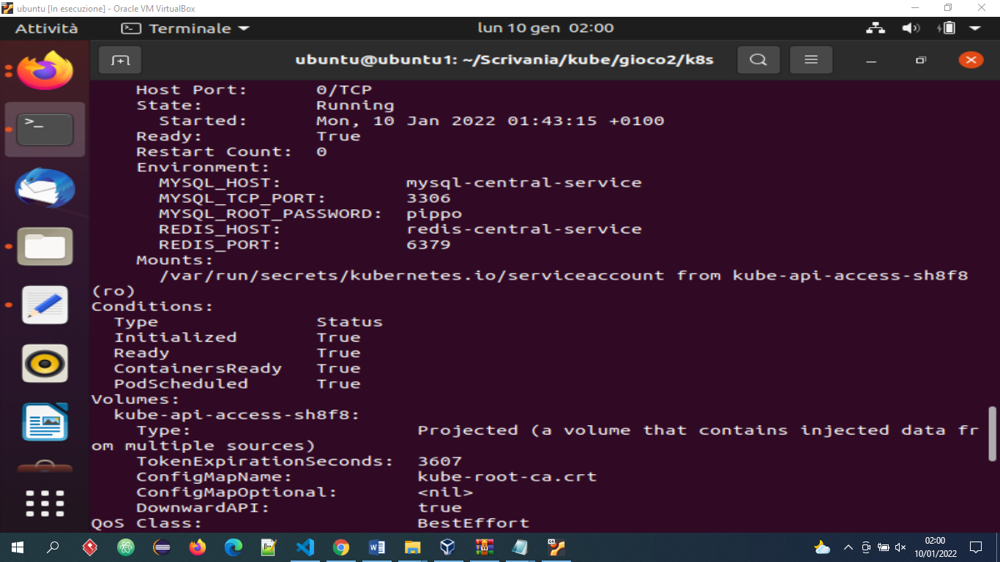 ubuntu [In esecuzione] - Oracle VM VirtualBox
Attività Terminale lun 10 gen 02:00
ubuntu@ubuntu1: ~/Scrivania/kube/gioco2/k8s
Host Port: 0/TCP
State: Running
Started: Mon, 10 Jan 2022 01:43:15 +0100
Ready: True
Restart Count: 0
Environment:
MYSQL_HOST: mysql-central-service
MYSQL_TCP_PORT: 3306
MYSQL_ROOT_PASSWORD: pippo
REDIS_HOST: redis-central-service
REDIS_PORT: 6379
Mounts:
/var/run/secrets/kubernetes.io/serviceaccount from kube-api-access-sh8f8
(ro)
Conditions:
Type Status
Initialized True
Ready True
ContainersReady True
PodScheduled True
Volumes:
kube-api-access-sh8f8:
Type: Projected (a volume that contains injected data fr
om multiple sources)
TokenExpirationSeconds: 3607
ConfigMapName: kube-root-ca.crt
ConfigMapOptional: <nil>
DownwardAPI: true
QoS Class: BestEffort
02:00
10/01/2022